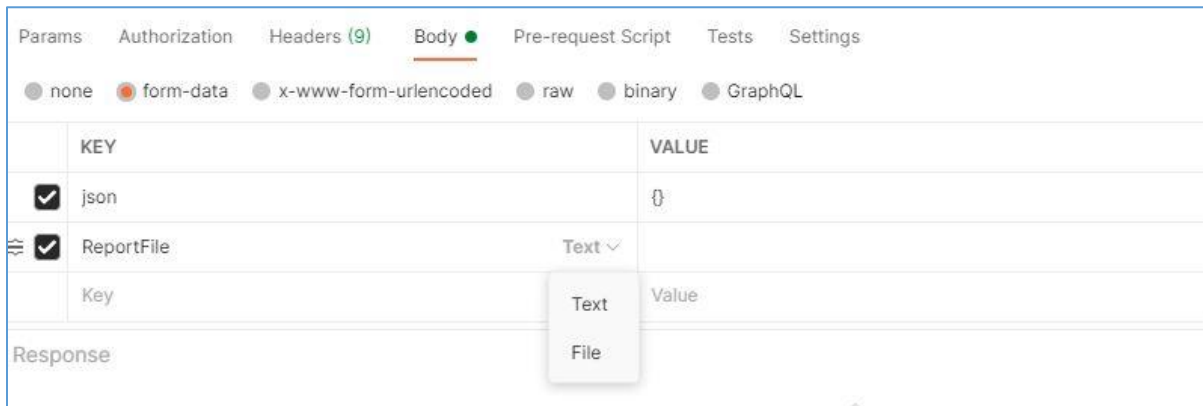 Params Authorization Headers (9) Body Pre-request Script Tests Settings
none form-data x-www-form-urlencoded raw binary GraphQL
KEY VALUE
json {}
ReportFile Text
Key Value
Text
File
Response